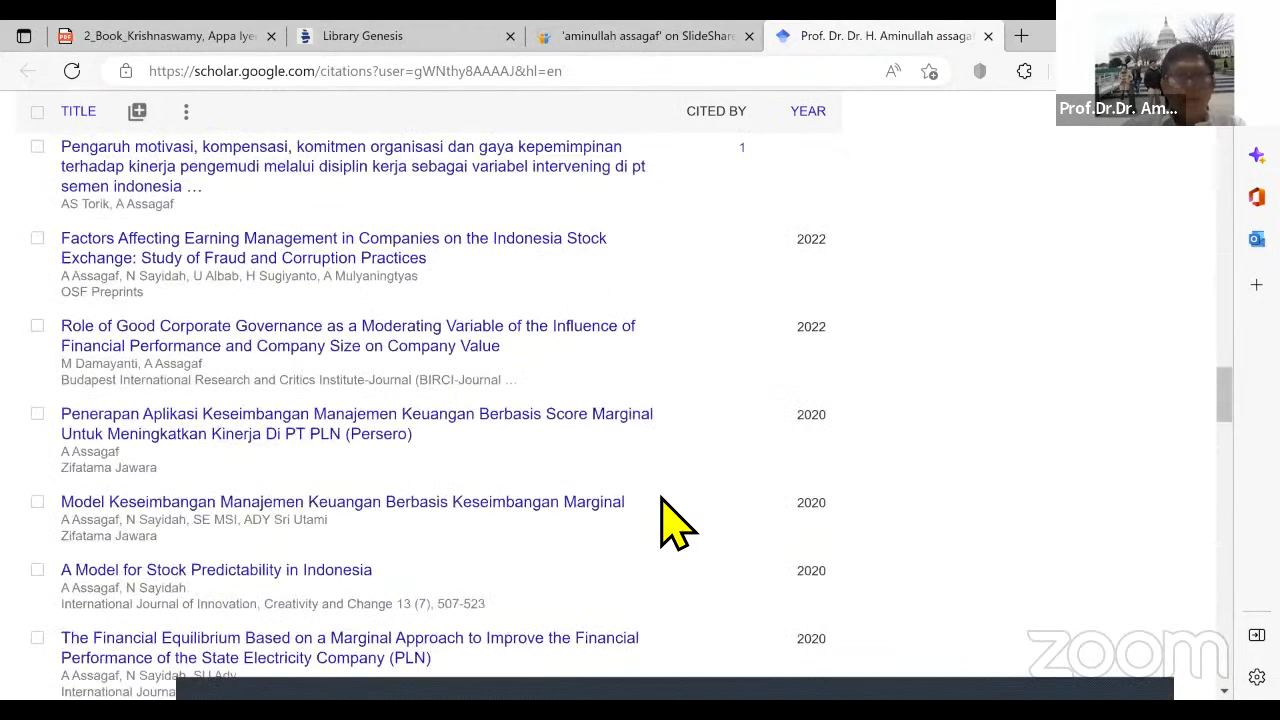 2_Book_Krishnaswamy, Appa Iye
Library Genesis
'aminullah assagaf' on SlideShare
Prof. Dr. Dr. H. Aminullah assagaf
https://scholar.google.com/citations?user=gWNthy8AAAAJ&hl=en
Prof.Dr.Dr. Am...
TITLE
CITED BY
YEAR
Pengaruh motivasi, kompensasi, komitmen organisasi dan gaya kepemimpinan
terhadap kinerja pengemudi melalui disiplin kerja sebagai variabel intervening di pt
semen indonesia …
AS Torik, A Assagaf
1
Factors Affecting Earning Management in Companies on the Indonesia Stock
Exchange: Study of Fraud and Corruption Practices
A Assagaf, N Sayidah, U Albab, H Sugiyanto, A Mulyaningtyas
OSF Preprints
2022
Role of Good Corporate Governance as a Moderating Variable of the Influence of
Financial Performance and Company Size on Company Value
M Damayanti, A Assagaf
Budapest International Research and Critics Institute-Journal (BIRCI-Journal …
2022
Penerapan Aplikasi Keseimbangan Manajemen Keuangan Berbasis Score Marginal
Untuk Meningkatkan Kinerja Di PT PLN (Persero)
A Assagaf
Zifatama Jawara
2020
Model Keseimbangan Manajemen Keuangan Berbasis Keseimbangan Marginal
A Assagaf, N Sayidah, SE MSI, ADY Sri Utami
Zifatama Jawara
2020
A Model for Stock Predictability in Indonesia
A Assagaf, N Sayidah
International Journal of Innovation, Creativity and Change 13 (7), 507-523
2020
The Financial Equilibrium Based on a Marginal Approach to Improve the Financial
Performance of the State Electricity Company (PLN)
A Assagaf, N Sayidah, SU Ady
International Journa
2020
zoom